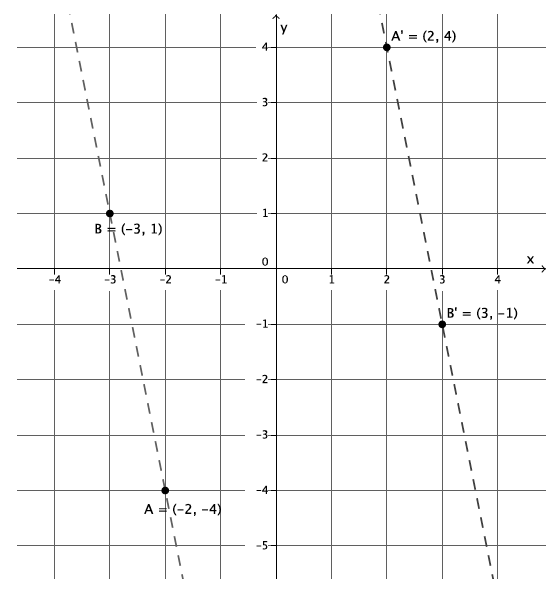 y
A' = (2, 4)
4
3
2
1
B = (-3, 1)
0
x
-4 -3 -2 -1 0 1 2 3 4
B' = (3, -1)
-1
-2
-3
-4
A = (-2, -4)
-5